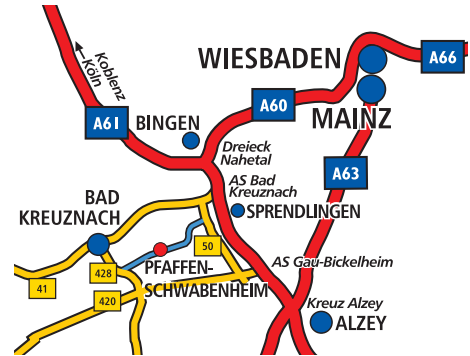 WIESBADEN
A66
Koblenz
Köln
A61
A60
MAINZ
BINGEN
Dreieck
Nahetal
A63
AS Bad
Kreuznach
BAD
KREUZNACH
SPRENDLINGEN
50
AS Gau-Bickelheim
PFAFFEN-
SCHWABENHEIM
428
41
420
Kreuz Alzey
ALZEY